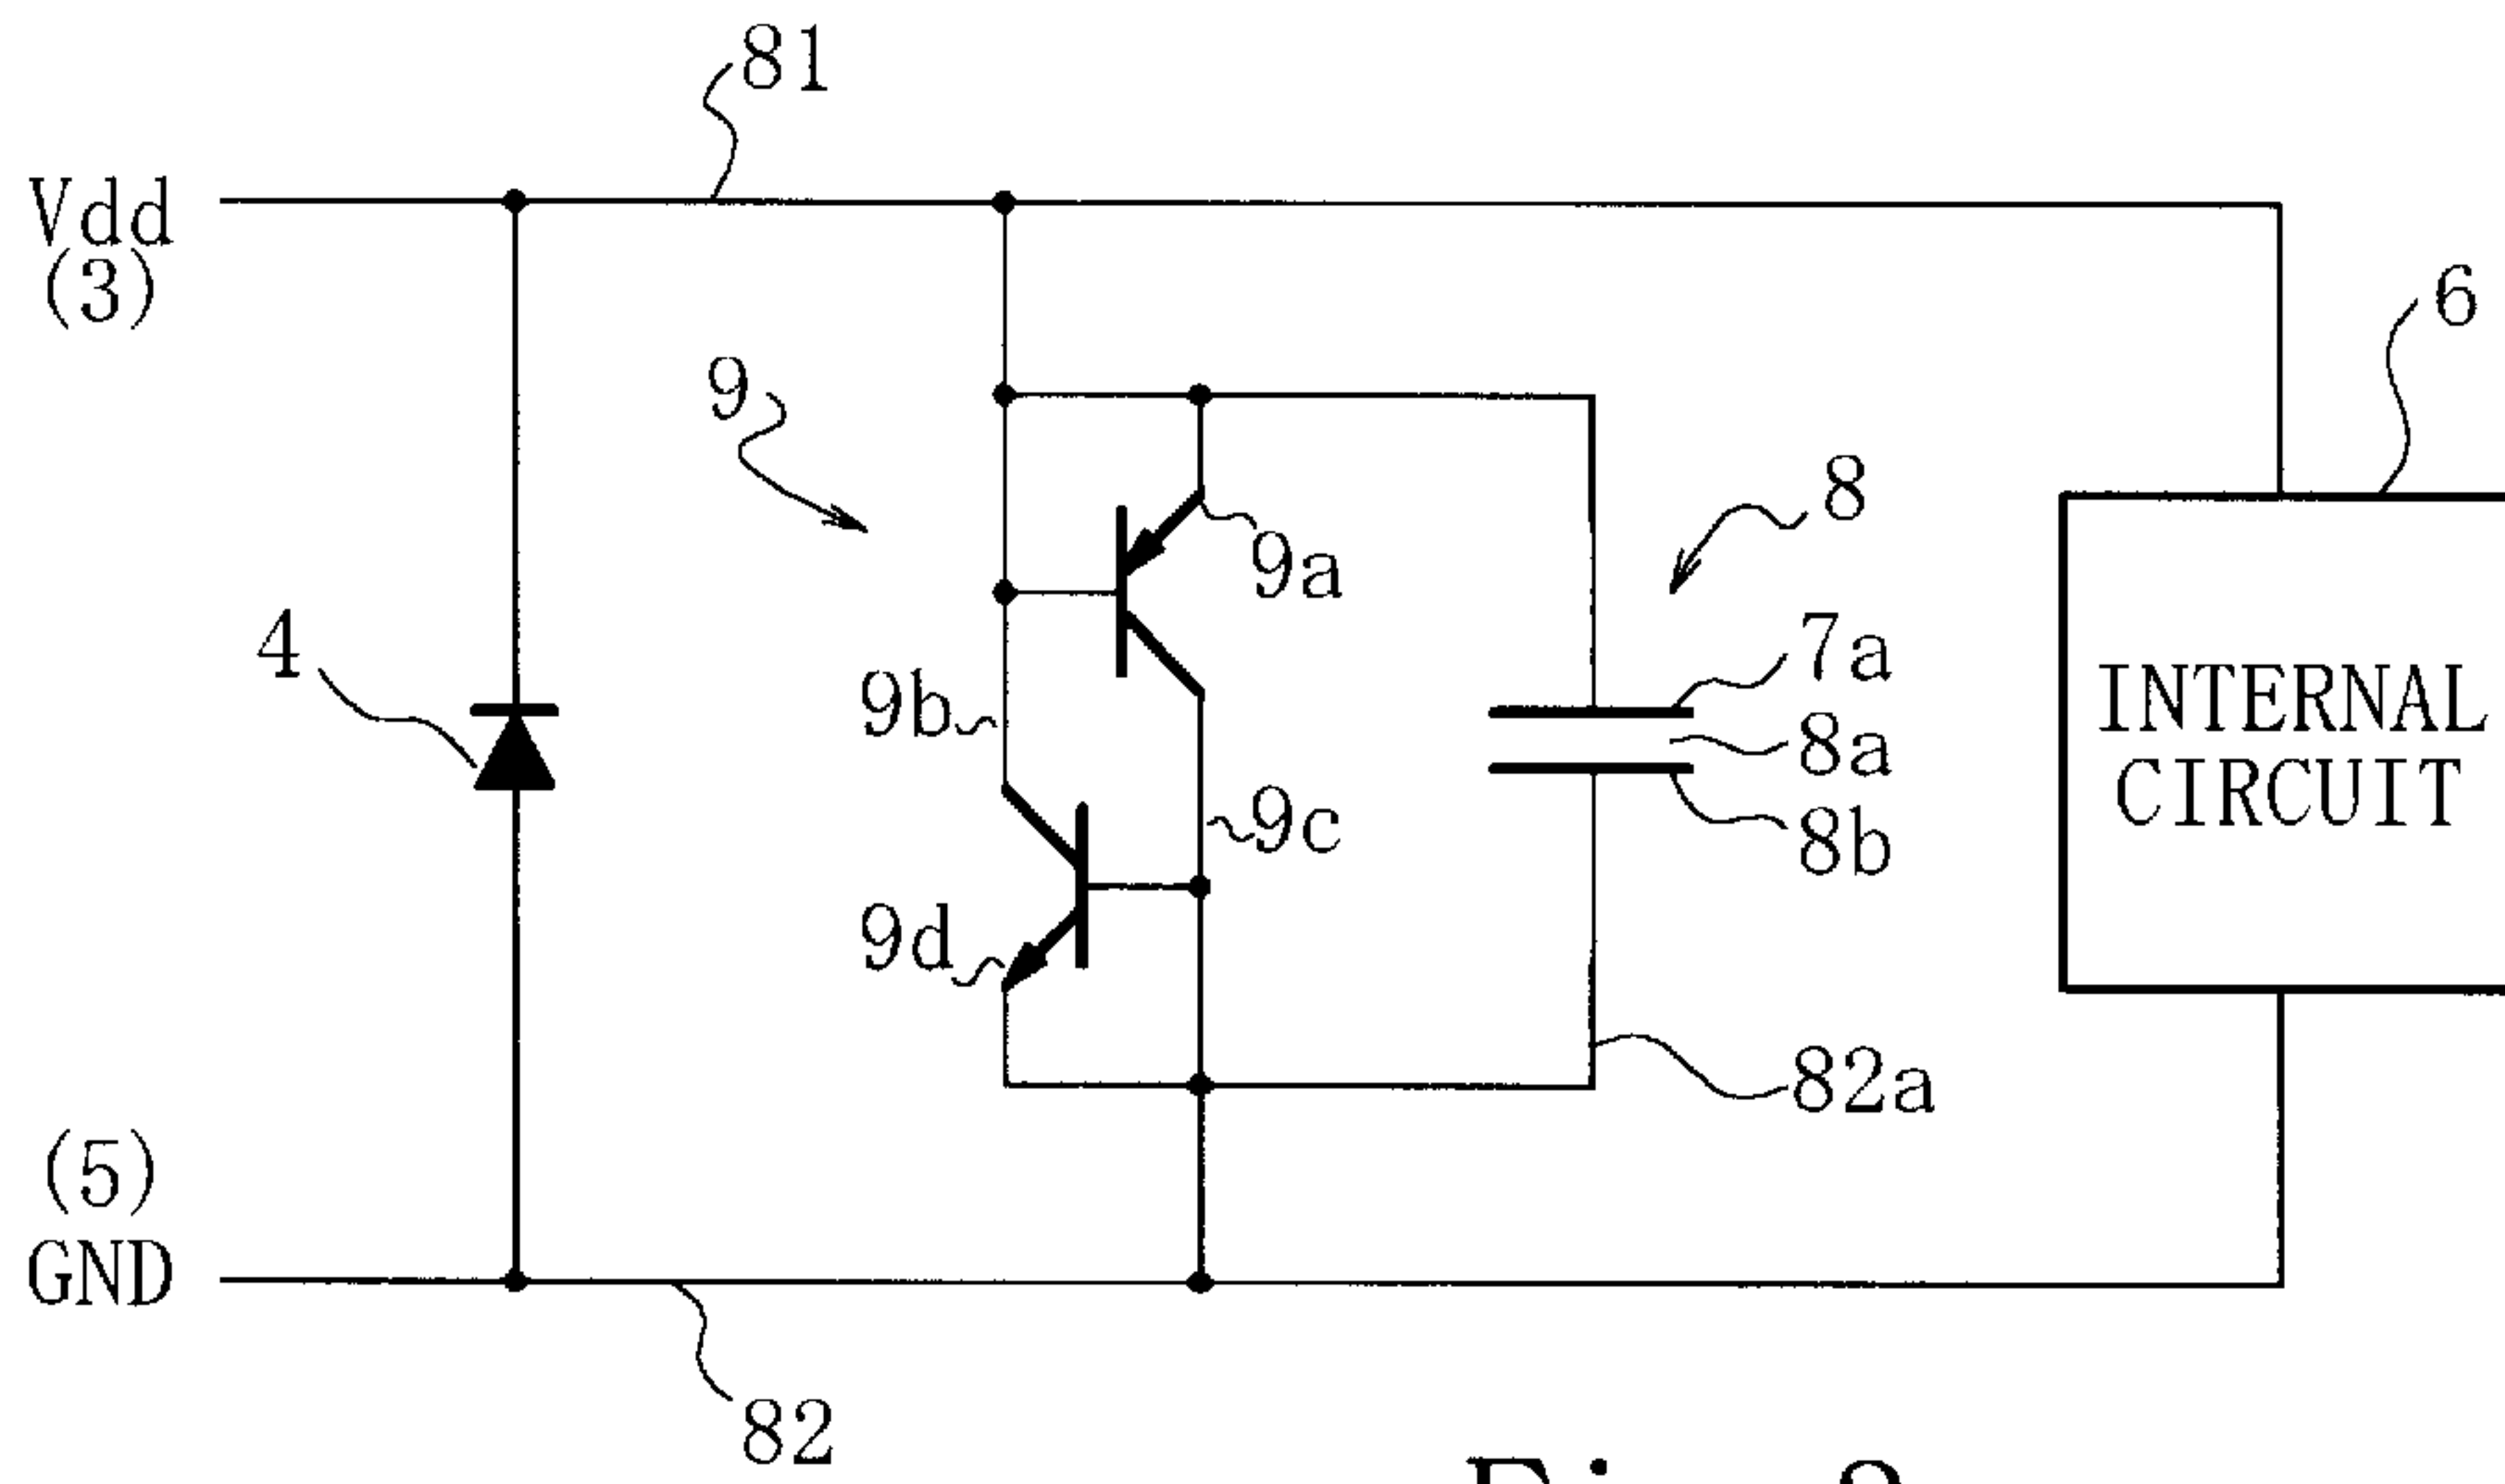 81
Vdd
(3)
6
9
8
9a
4
7a
9b
8a
INTERNAL
CIRCUIT
8b
9c
9d
82a
(5)
GND
82